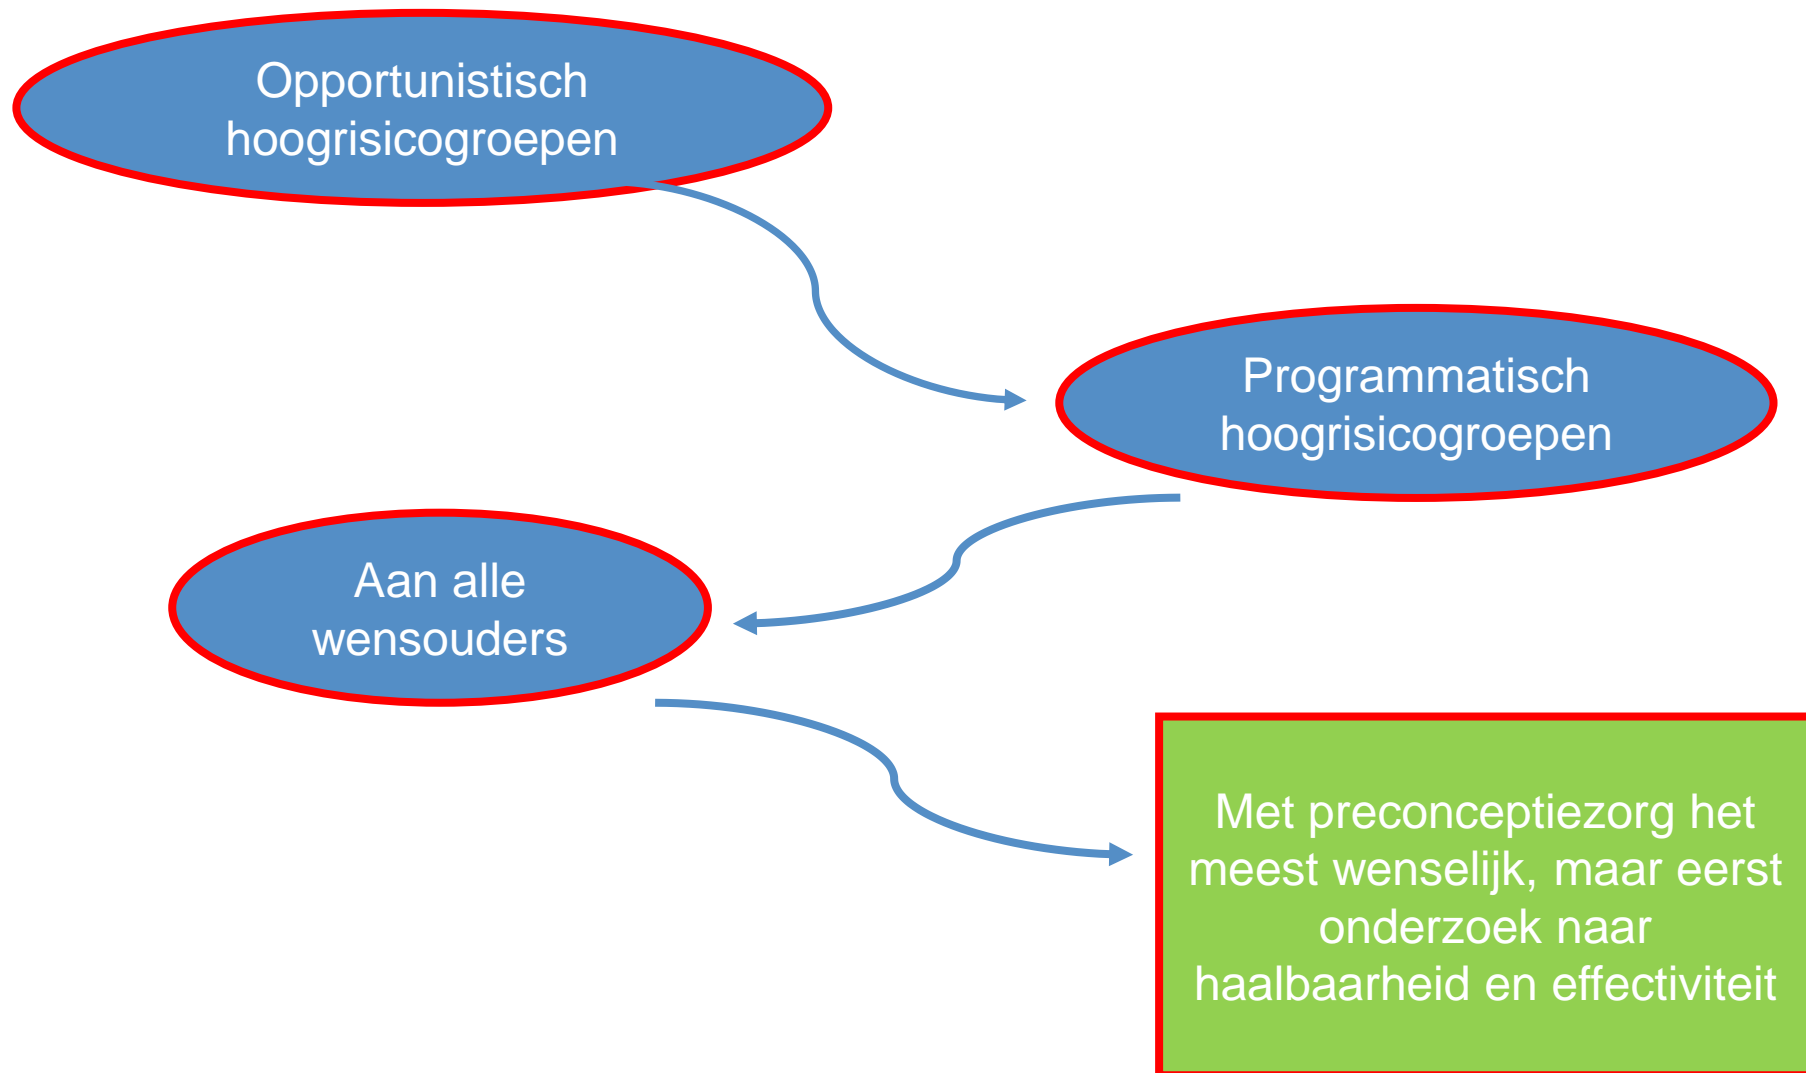 Opportunistisch
hoogrisicogroepen
Programmatisch
hoogrisicogroepen
Aan alle
wensouders
Met preconceptiezorg het
meest wenselijk, maar eerst
onderzoek naar
haalbaarheid en effectiviteit